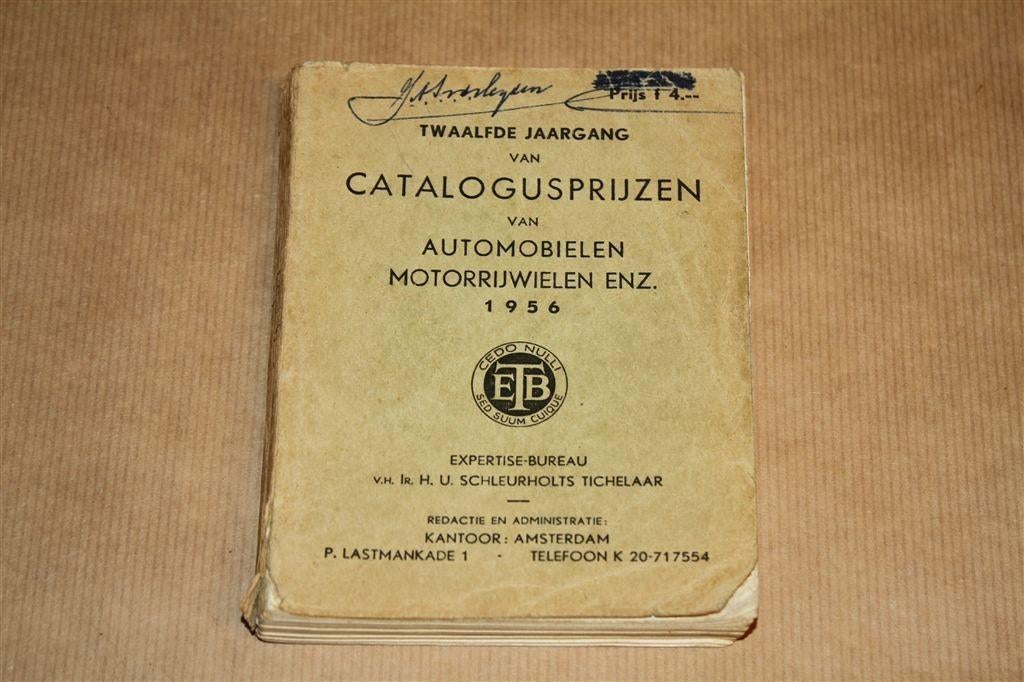 Prijs f 4.--
TWAALFDE JAARGANG
VAN
CATALOGUSPRIJZEN
VAN
AUTOMOBIELEN
MOTORRIJWIELEN ENZ.
1956
CEDO NULLI
ETB
SED SUUM CUIQUE
EXPERTISE-BUREAU
V.H. IR. H. U. SCHLEURHOLTS TICHELAAR
REDACTIE EN ADMINISTRATIE:
KANTOOR: AMSTERDAM
P. LASTMANKADE 1 - TELEFOON K 20-717554